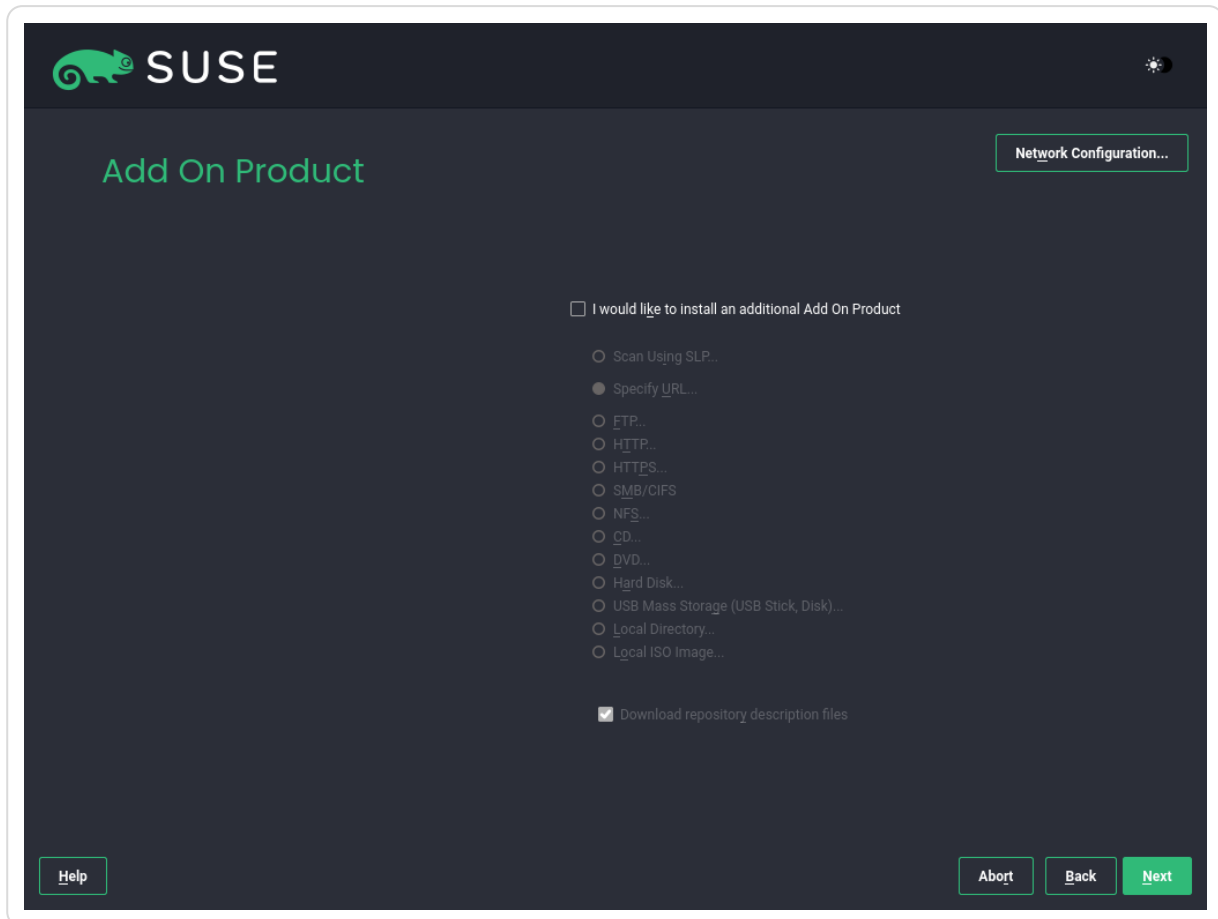 SUSE
Add On Product
Network Configuration...
I would like to install an additional Add On Product
Scan Using SLP...
Specify URL...
FTP...
HTTP...
HTTPS...
SMB/CIFS
NFS...
CD...
DVD...
Hard Disk...
USB Mass Storage (USB Stick, Disk)...
Local Directory...
Local ISO Image...
Download repository description files
Help
Abort
Back
Next